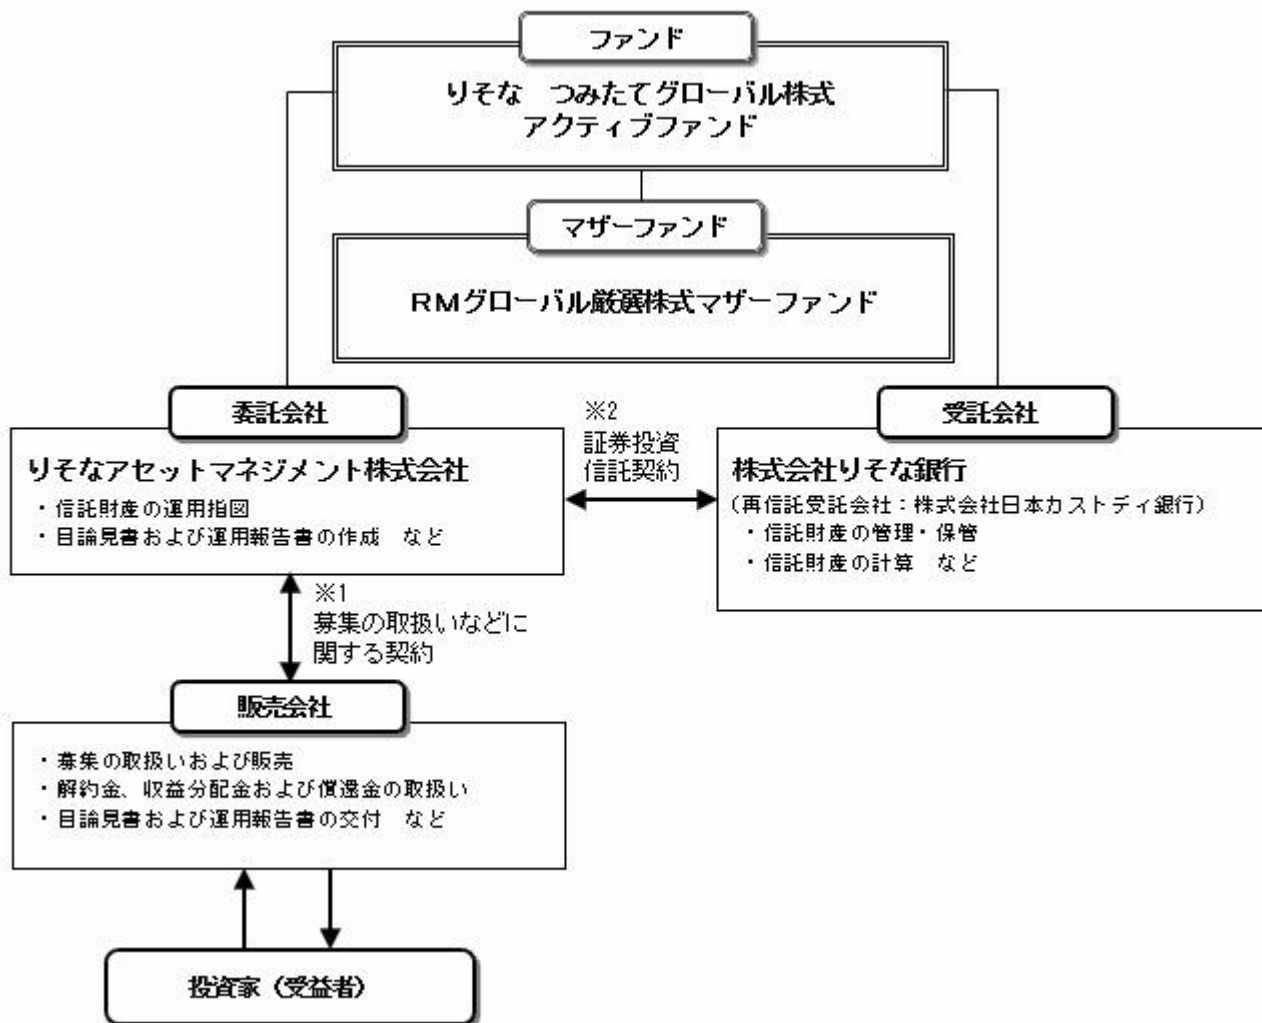 ファンド
りそな　つみたてグローバル株式
アクティブファンド
マザーファンド
RMグローバル厳選株式マザーファンド
委託会社
りそなアセットマネジメント株式会社
・信託財産の運用指図
・目論見書および運用報告書の作成　など
※2
証券投資
信託契約
受託会社
株式会社りそな銀行
(再信託受託会社：株式会社日本カストディ銀行)
・信託財産の管理・保管
・信託財産の計算　など
※1
募集の取扱いなどに
関する契約
販売会社
・募集の取扱いおよび販売
・解約金、収益分配金および償還金の取扱い
・目論見書および運用報告書の交付　など
投資家（受益者）